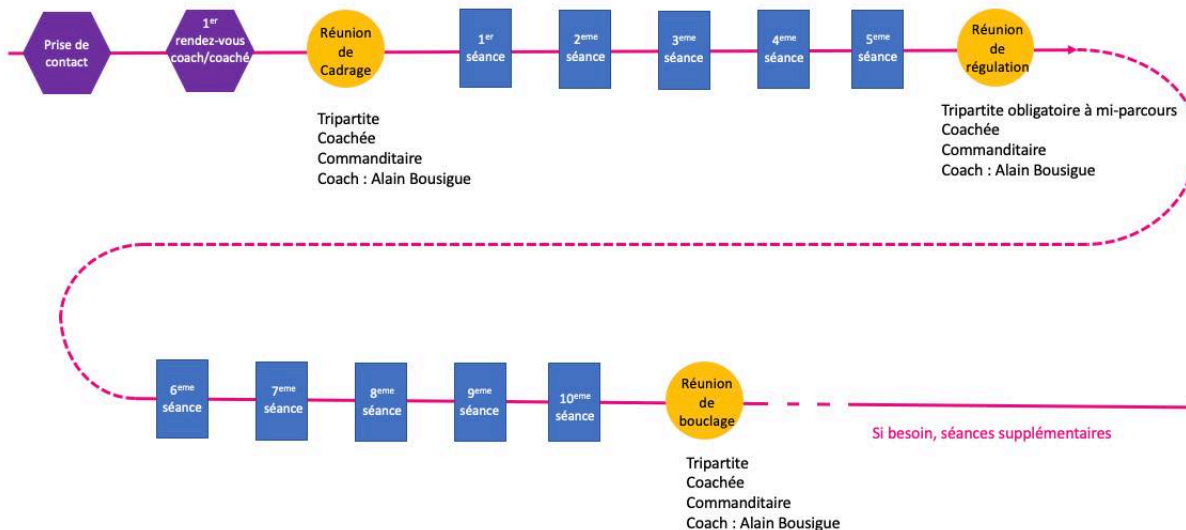 Prise de
contact
1er
rendez-vous
coach/coaché
Réunion
de
Cadrage
1er
séance
2eme
séance
3eme
séance
4eme
séance
5eme
séance
Réunion
de
régulation
Tripartite
Coachée
Commanditaire
Coach : Alain Bousigue
Tripartite obligatoire à mi-parcours
Coachée
Commanditaire
Coach : Alain Bousigue
6eme
séance
7eme
séance
8eme
séance
9eme
séance
10eme
séance
Réunion
de
bouclage
Si besoin, séances supplémentaires
Tripartite
Coachée
Commanditaire
Coach : Alain Bousigue